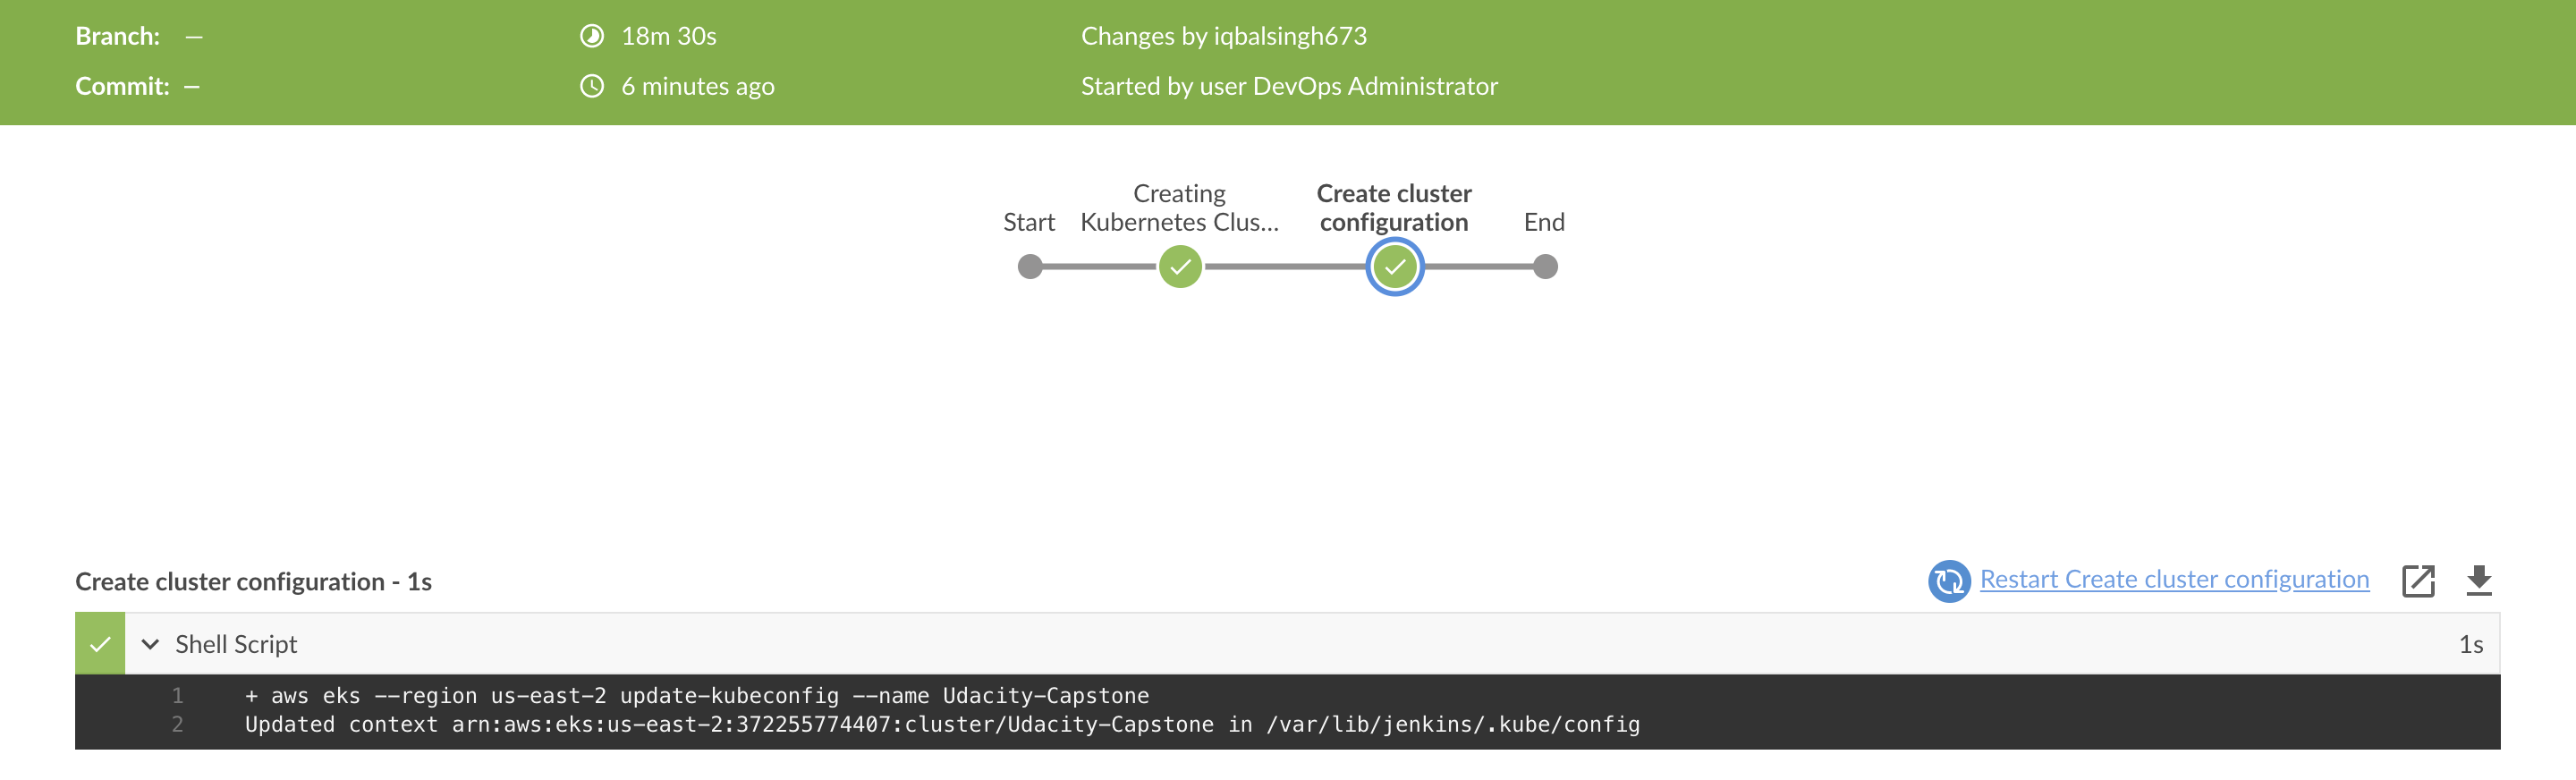 Branch: —
18m 30s
Changes by iqbalsingh673
Commit: —
6 minutes ago
Started by user DevOps Administrator
Start
Creating
Kubernetes Clus...
Create cluster
configuration
End
Create cluster configuration - 1s
Restart Create cluster configuration
Shell Script
1s
1 + aws eks --region us-east-2 update-kubeconfig --name Udacity-Capstone
2 Updated context arn:aws:eks:us-east-2:372255774407:cluster/Udacity-Capstone in /var/lib/jenkins/.kube/config